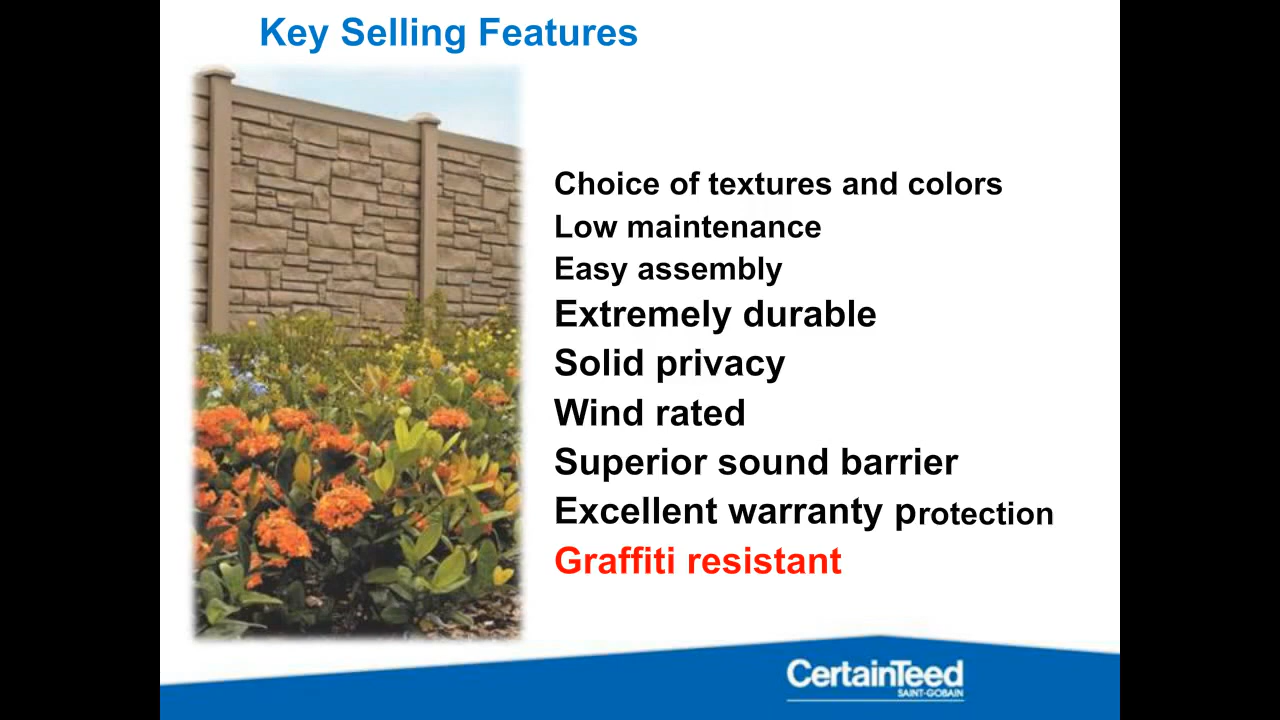 Key Selling Features
Choice of textures and colors
Low maintenance
Easy assembly
Extremely durable
Solid privacy
Wind rated
Superior sound barrier
Excellent warranty protection
Graffiti resistant
CertainTeed
SAINT-GOBAIN